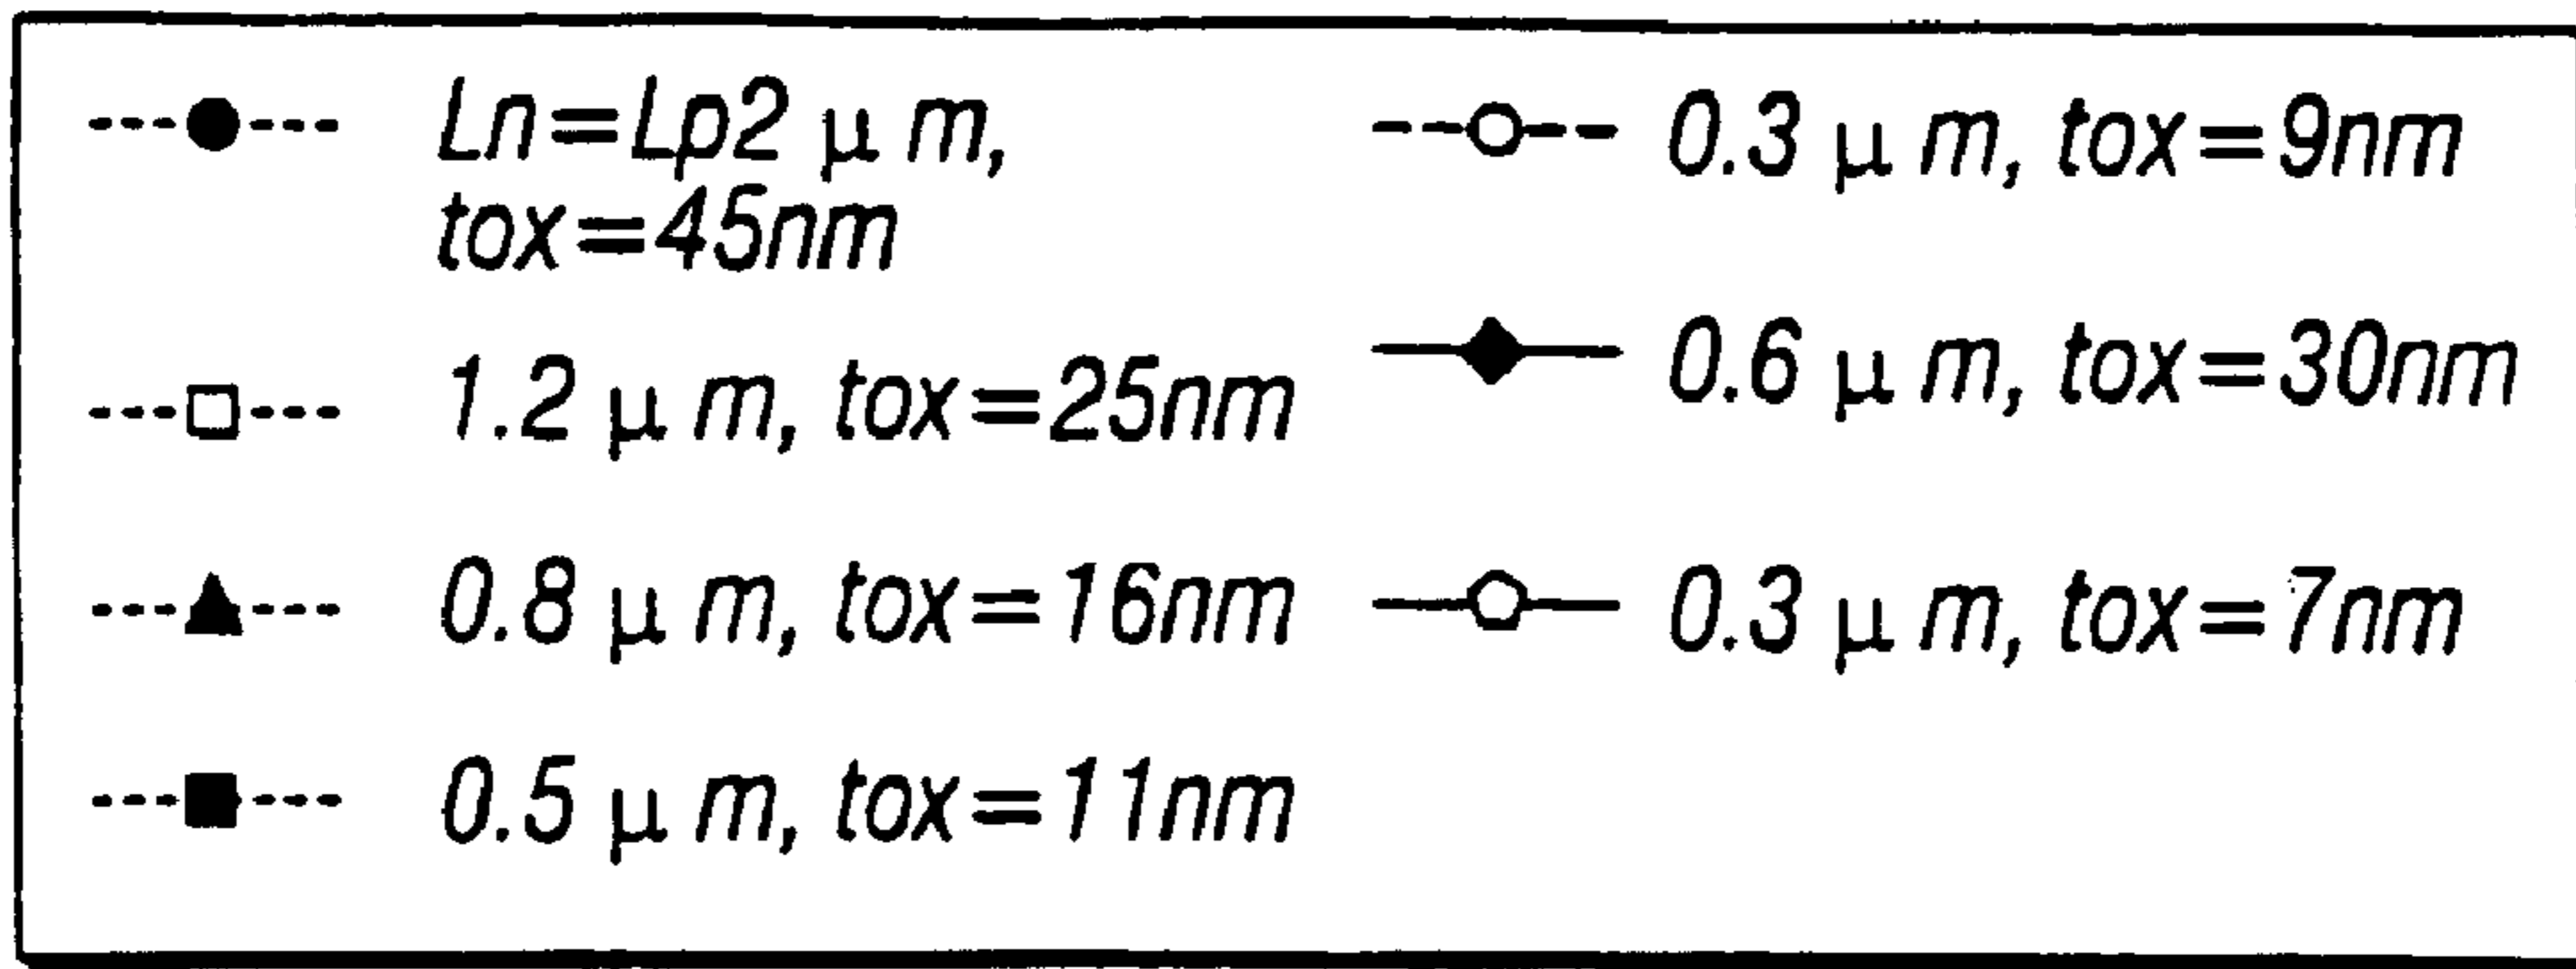 Ln=Lp2 μ m,
tox=45nm
1.2 μ m, tox=25nm
0.8 μ m, tox=16nm
0.5 μ m, tox=11nm
0.3 μ m, tox=9nm
0.6 μ m, tox=30nm
0.3 μ m, tox=7nm